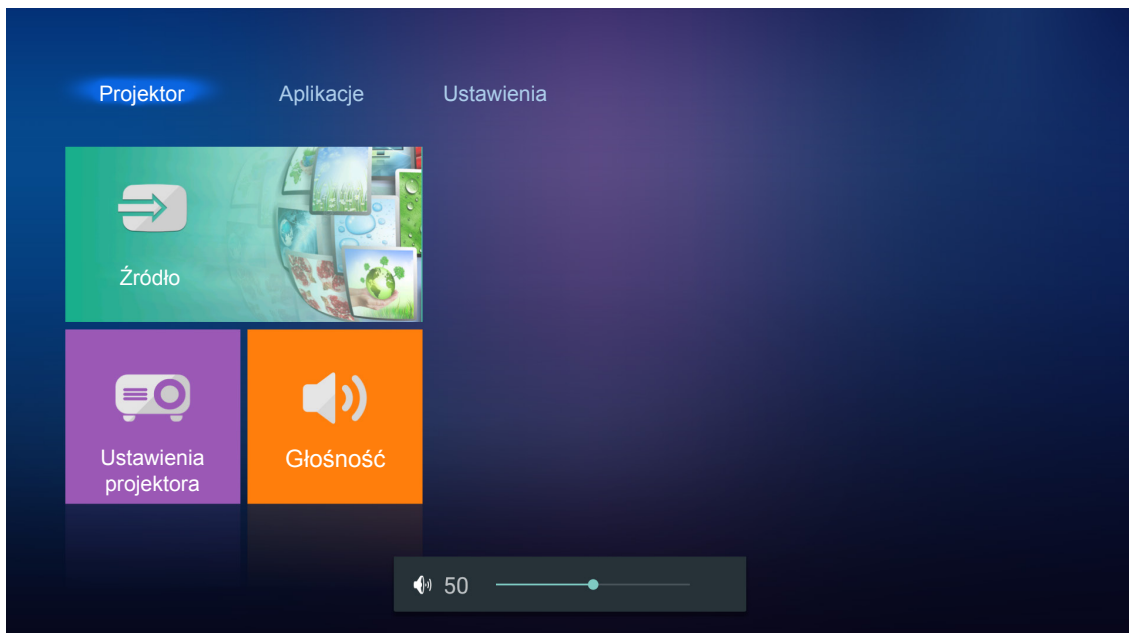 Projektor Aplikacje Ustawienia
Źródło
Ustawienia
projektora
Głośność
50